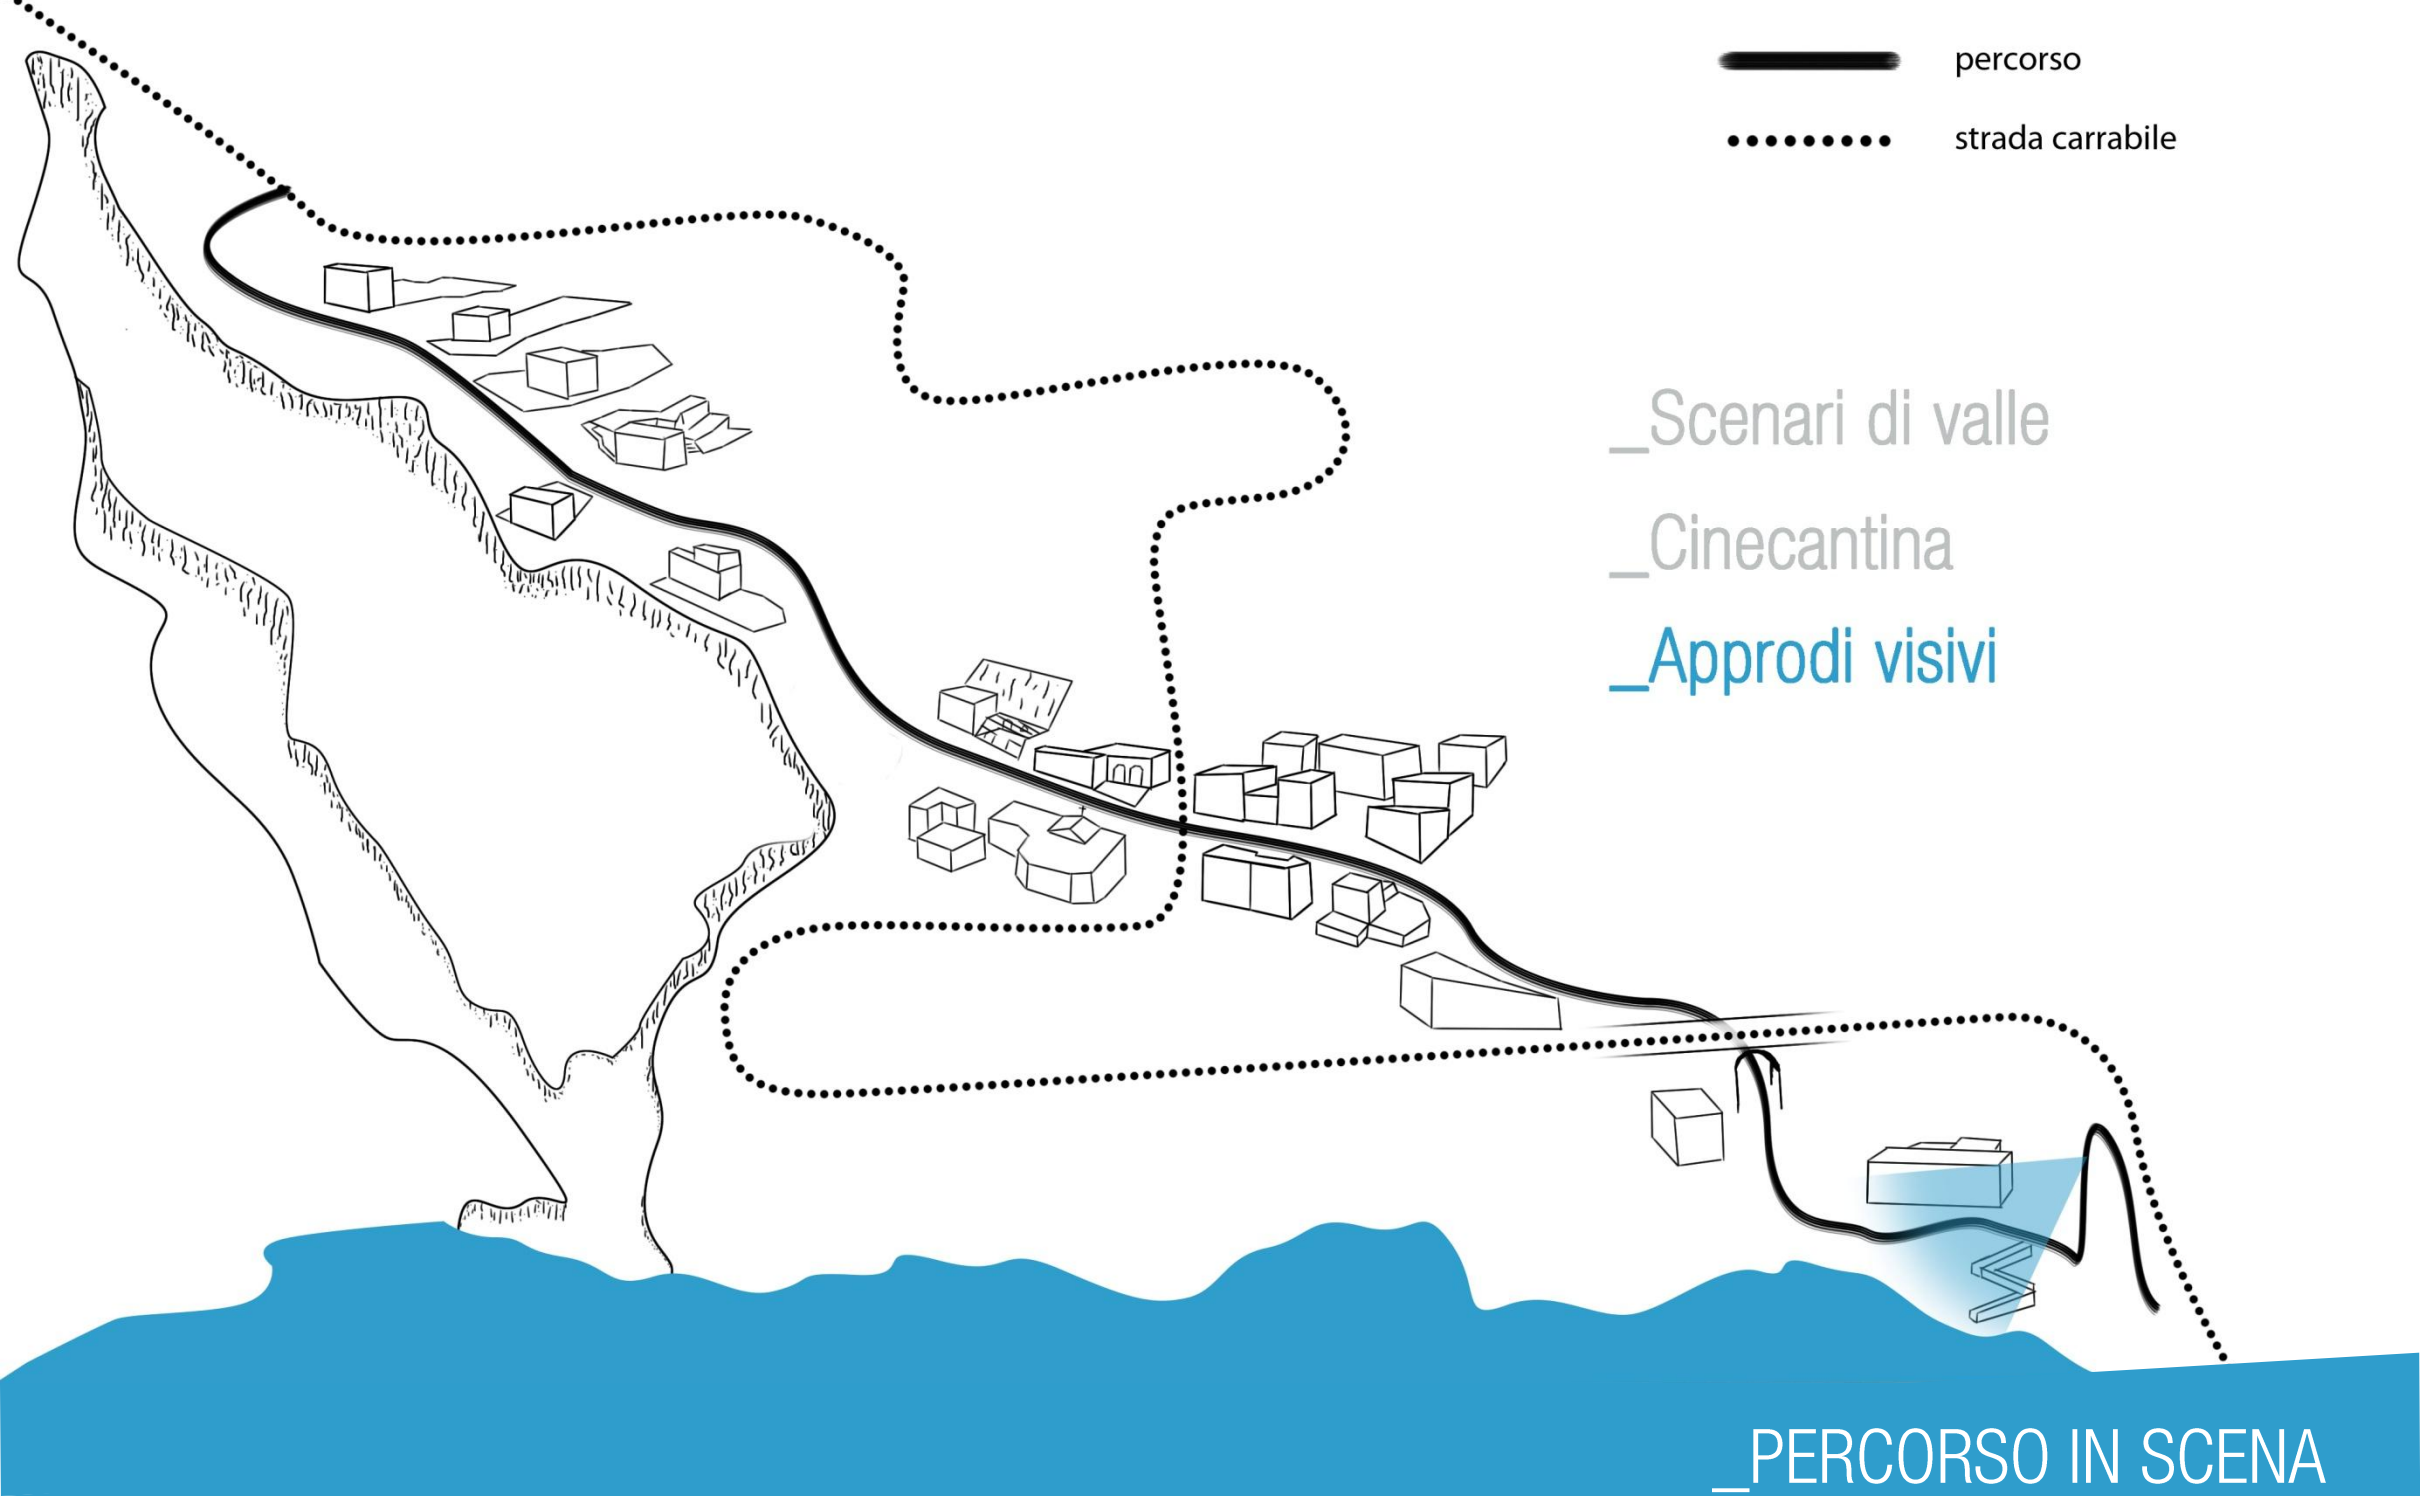 percorso
strada carrabile
_Scenari di valle
_Cinecantina
_Approdi visivi
_PERCORSO IN SCENA